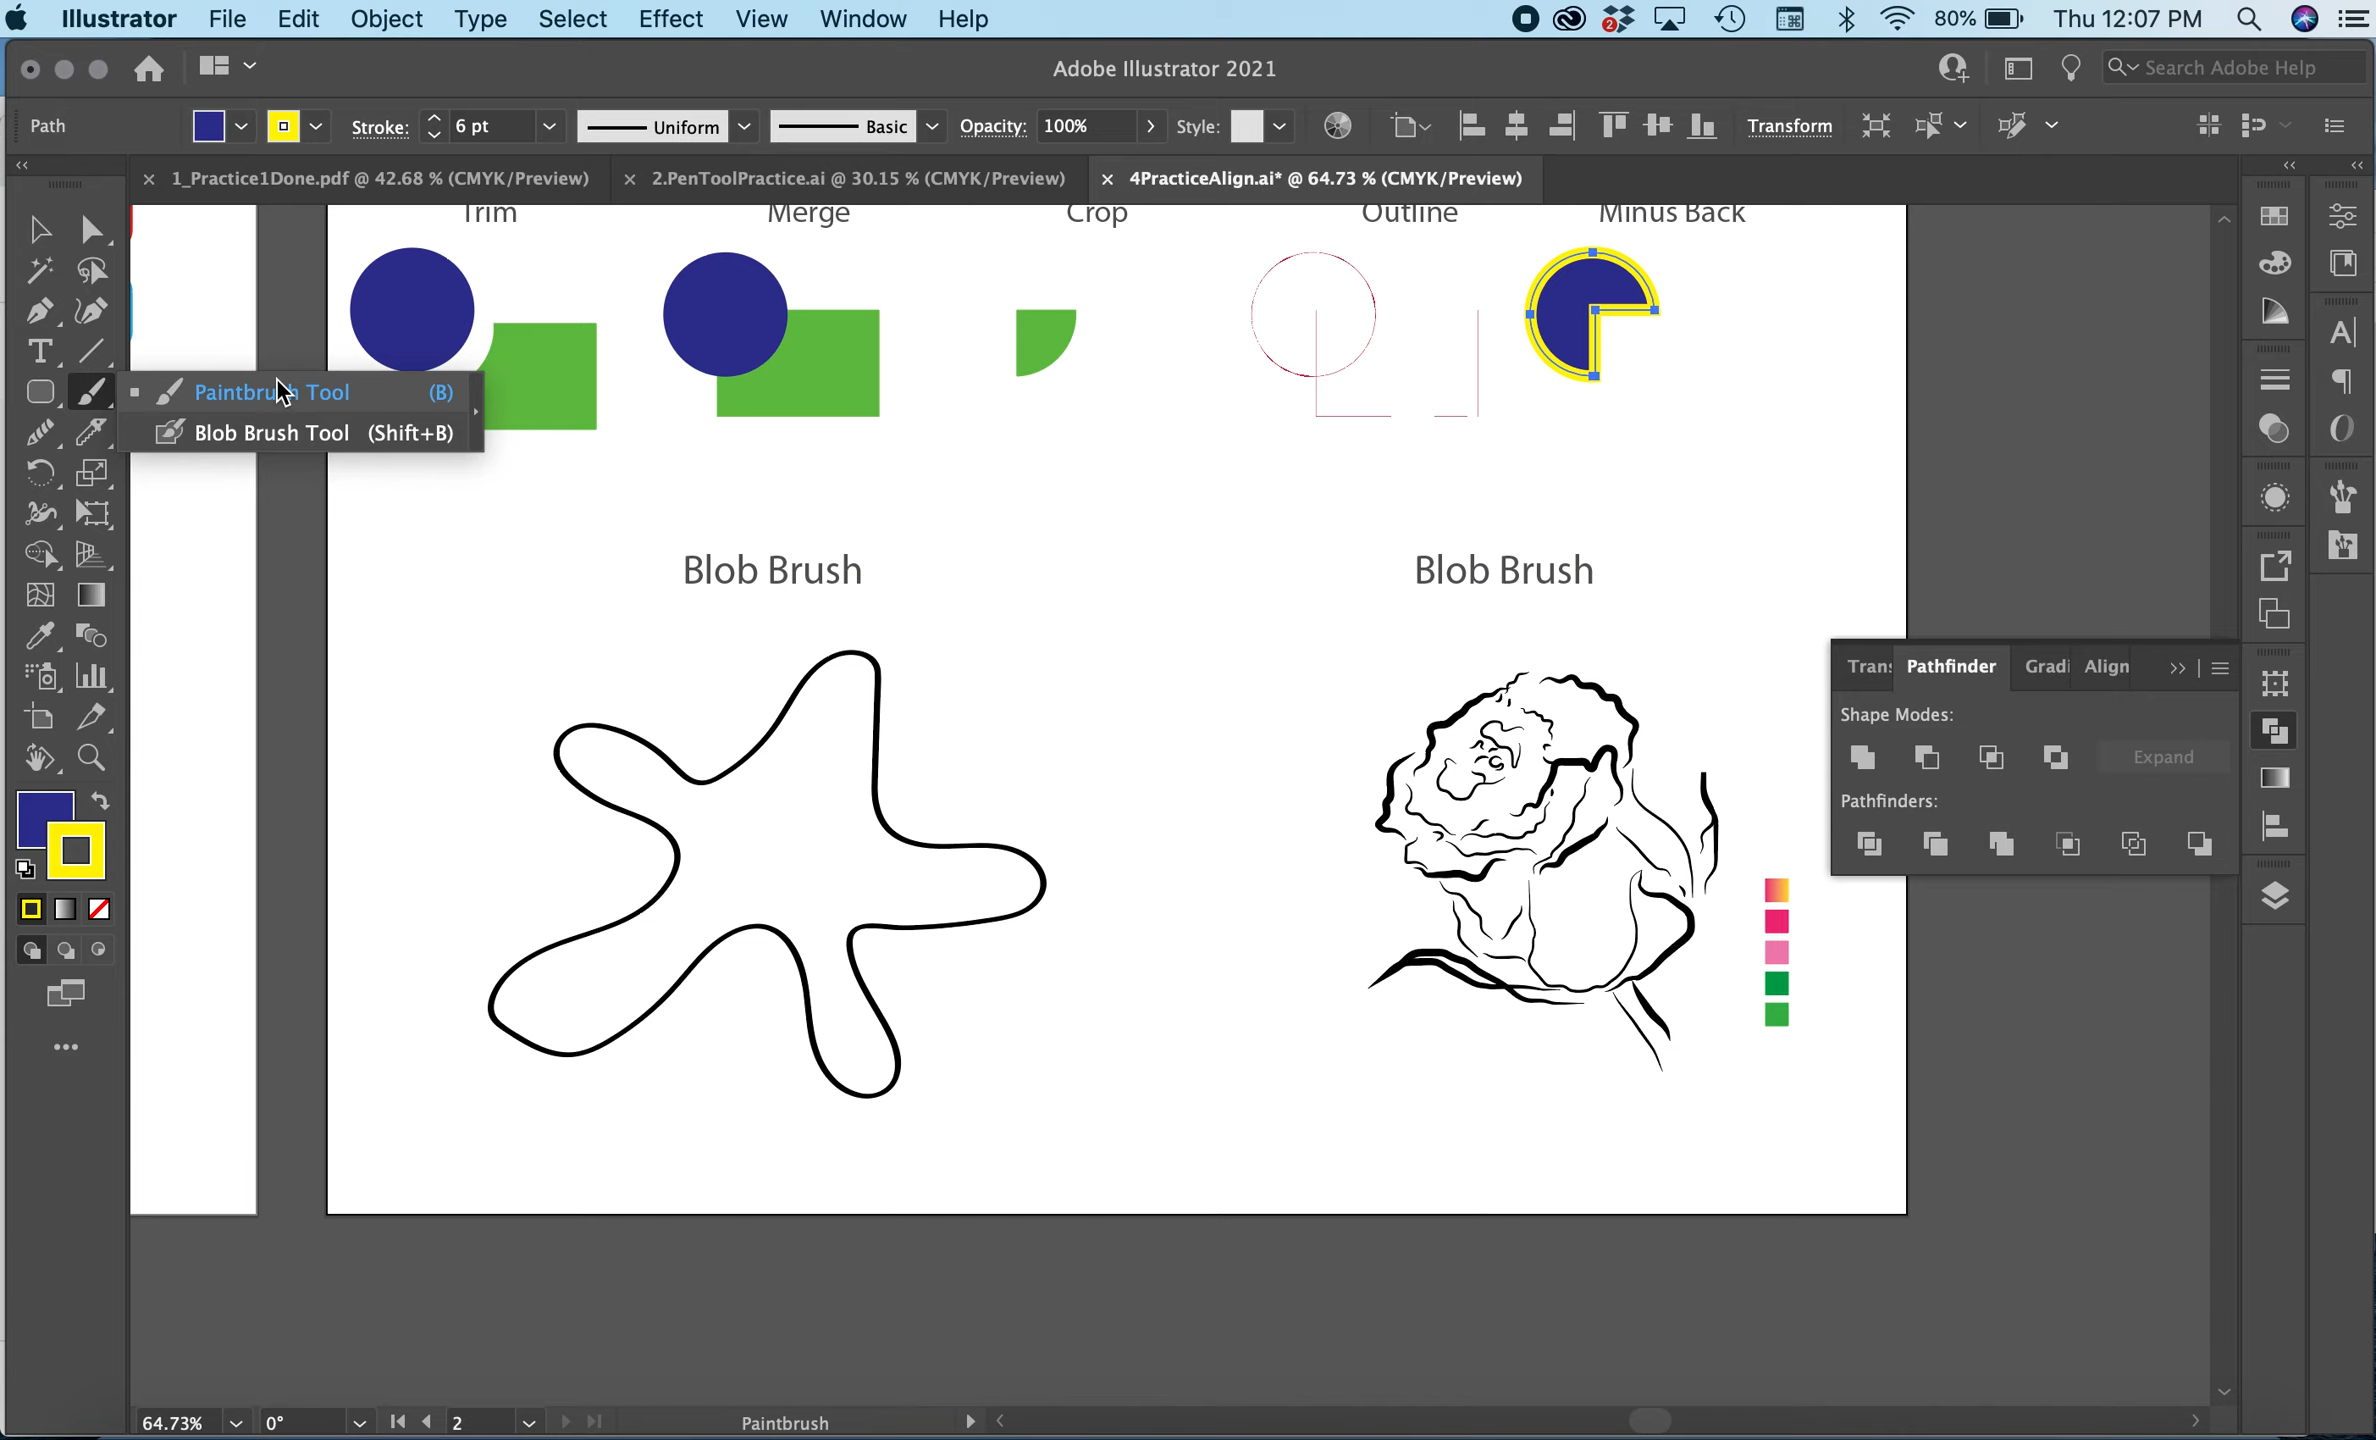 Illustrator File Edit Object Type Select Effect View Window Help 2 80% Thu 12:07 PM
Adobe Illustrator 2021 Search Adobe Help
Path Stroke: 6 pt Uniform Basic Opacity: 100% Style: Transform
1_Practice1Done.pdf @ 42.68 % (CMYK/Preview) 2.PenToolPractice.ai @ 30.15 % (CMYK/Preview) 4PracticeAlign.ai* @ 64.73 % (CMYK/Preview)
Trim Merge Crop Outline Minus Back
Paintbrush Tool (B)
Blob Brush Tool (Shift+B)
Blob Brush Blob Brush
Trans Pathfinder Gradi Align
Shape Modes:
Expand
Pathfinders:
64.73% 0° 2 Paintbrush